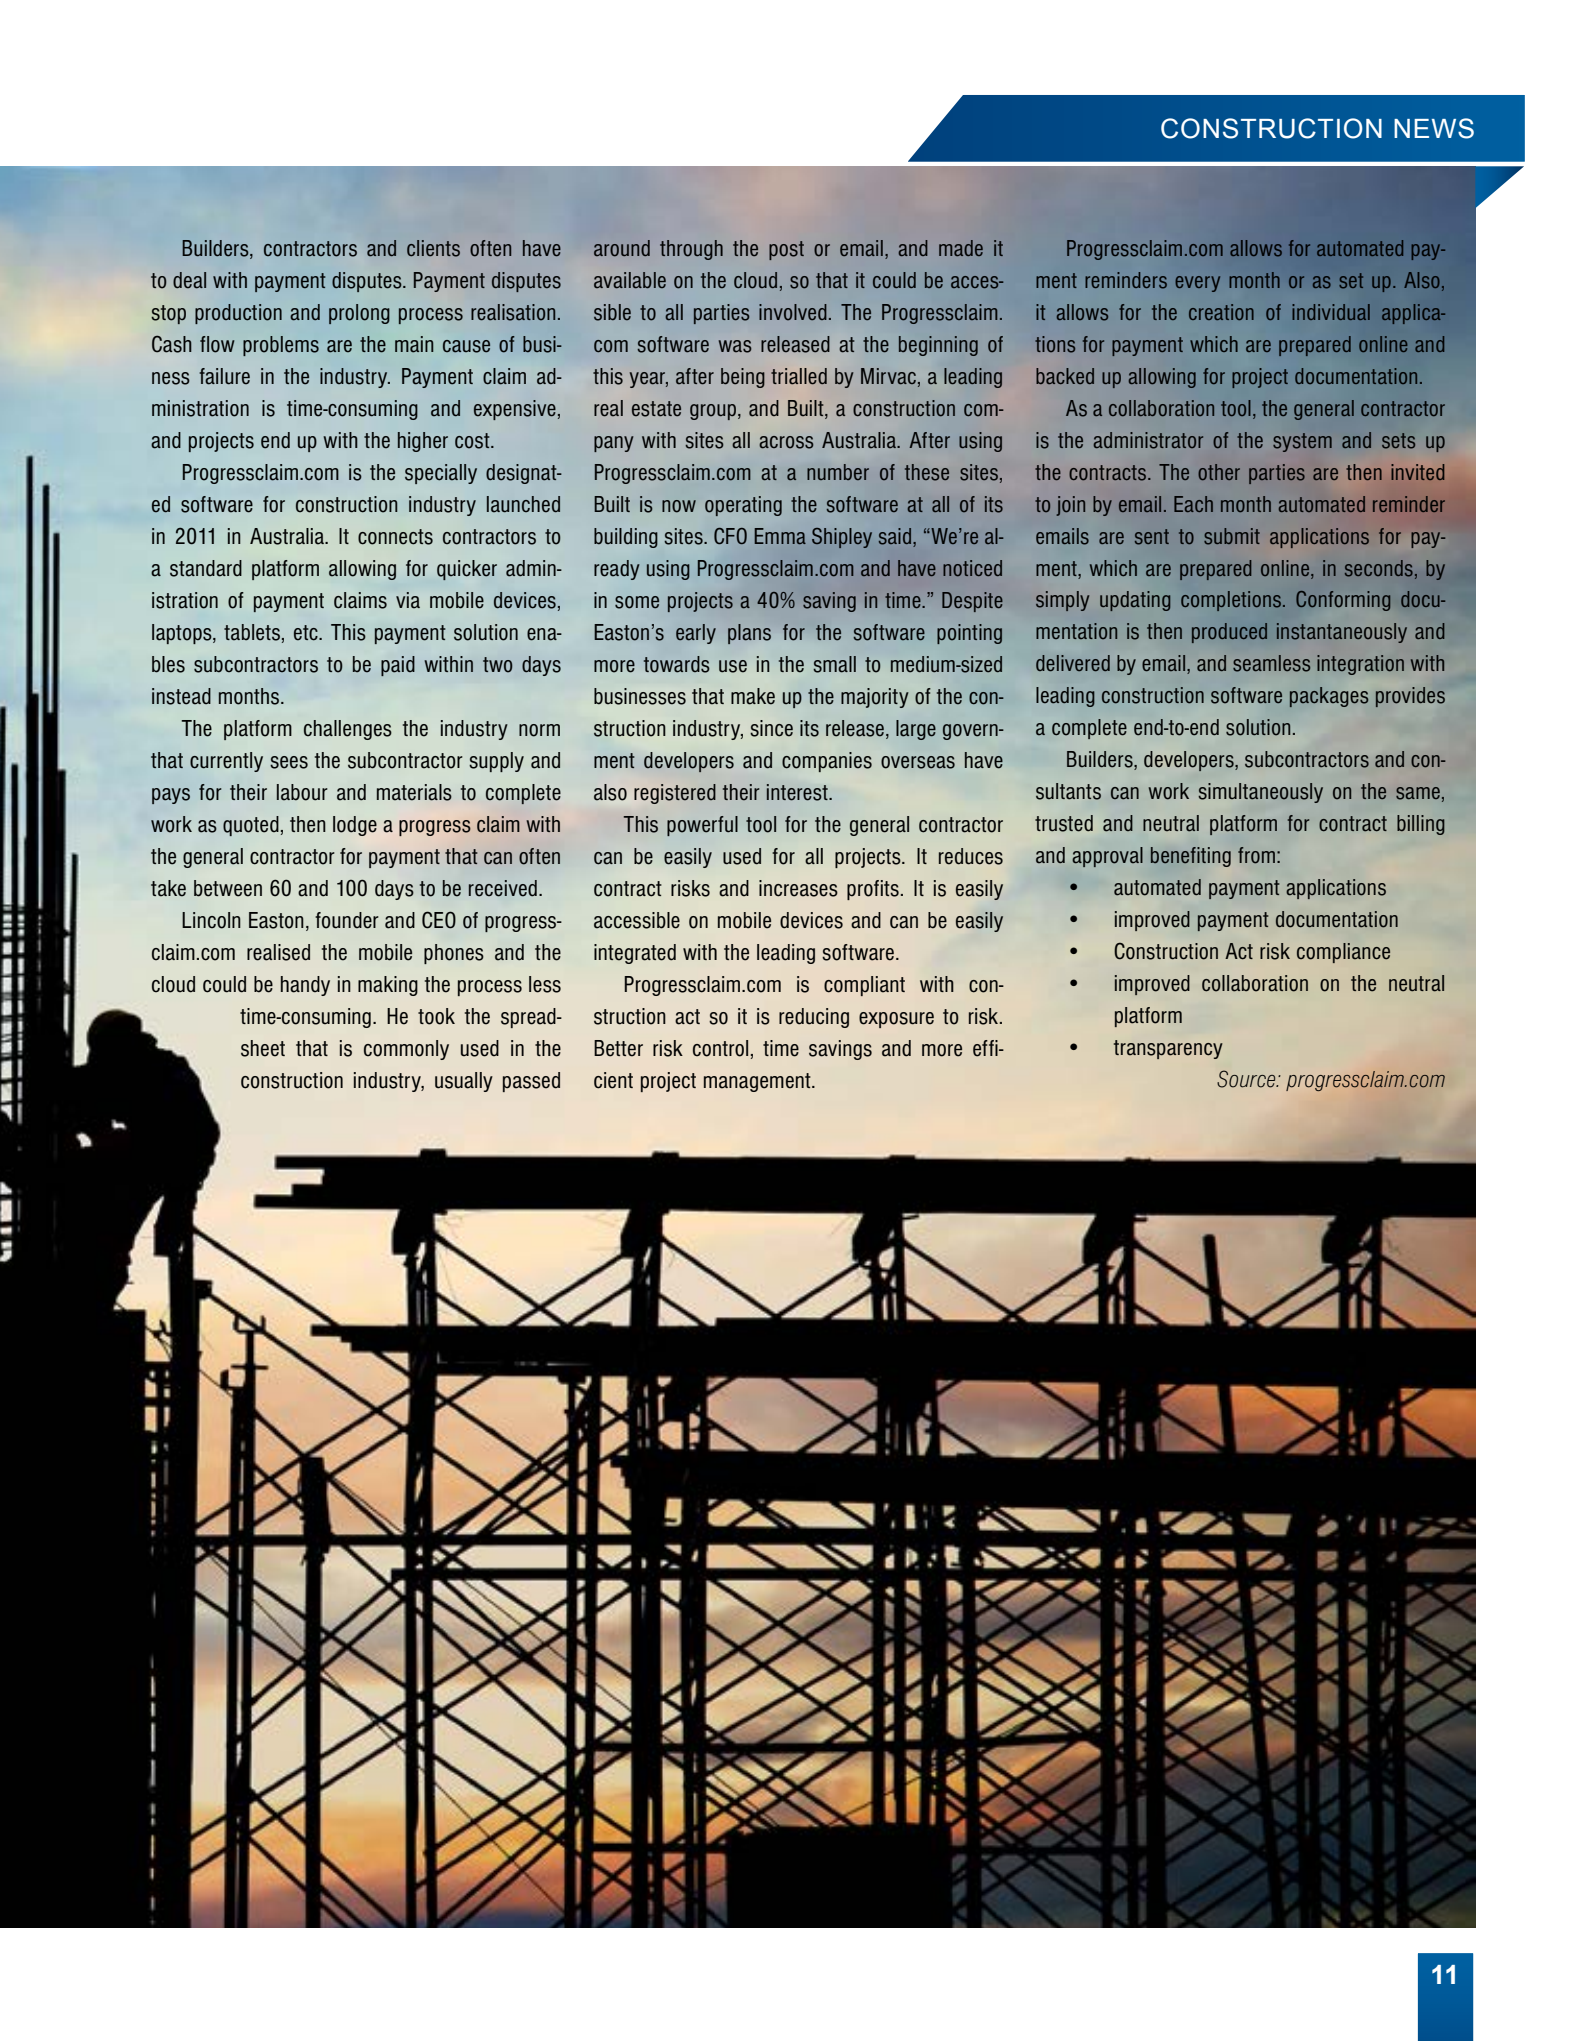 CONSTRUCTION NEWS
Builders, contractors and clients often have
to deal with payment disputes. Payment disputes
stop production and prolong process realisation.
Cash flow problems are the main cause of busi-
ness failure in the industry. Payment claim ad-
ministration is time-consuming and expensive,
and projects end up with the higher cost.
Progressclaim.com is the specially designat-
ed software for construction industry launched
in 2011 in Australia. It connects contractors to
a standard platform allowing for quicker admin-
istration of payment claims via mobile devices,
laptops, tablets, etc. This payment solution ena-
bles subcontractors to be paid within two days
instead months.
The platform challenges the industry norm
that currently sees the subcontractor supply and
pays for their labour and materials to complete
work as quoted, then lodge a progress claim with
the general contractor for payment that can often
take between 60 and 100 days to be received.
Lincoln Easton, founder and CEO of progress-
claim.com realised the mobile phones and the
cloud could be handy in making the process less
time-consuming. He took the spread-
sheet that is commonly used in the
construction industry, usually passed
around through the post or email, and made it
available on the cloud, so that it could be acces-
sible to all parties involved. The Progressclaim.
com software was released at the beginning of
this year, after being trialled by Mirvac, a leading
real estate group, and Built, a construction com-
pany with sites all across Australia. After using
Progressclaim.com at a number of these sites,
Built is now operating the software at all of its
building sites. CFO Emma Shipley said, “We’re al-
ready using Progressclaim.com and have noticed
in some projects a 40% saving in time.” Despite
Easton’s early plans for the software pointing
more towards use in the small to medium-sized
businesses that make up the majority of the con-
struction industry, since its release, large govern-
ment developers and companies overseas have
also registered their interest.
This powerful tool for the general contractor
can be easily used for all projects. It reduces
contract risks and increases profits. It is easily
accessible on mobile devices and can be easily
integrated with the leading software.
Progressclaim.com is compliant with con-
struction act so it is reducing exposure to risk.
Better risk control, time savings and more effi-
cient project management.
Progressclaim.com allows for automated pay-
ment reminders every month or as set up. Also,
it allows for the creation of individual applica-
tions for payment which are prepared online and
backed up allowing for project documentation.
As a collaboration tool, the general contractor
is the administrator of the system and sets up
the contracts. The other parties are then invited
to join by email. Each month automated reminder
emails are sent to submit applications for pay-
ment, which are prepared online, in seconds, by
simply updating completions. Conforming docu-
mentation is then produced instantaneously and
delivered by email, and seamless integration with
leading construction software packages provides
a complete end-to-end solution.
Builders, developers, subcontractors and con-
sultants can work simultaneously on the same,
trusted and neutral platform for contract billing
and approval benefiting from:
• automated payment applications
• improved payment documentation
• Construction Act risk compliance
• improved collaboration on the neutral
platform
• transparency
Source: progressclaim.com
11